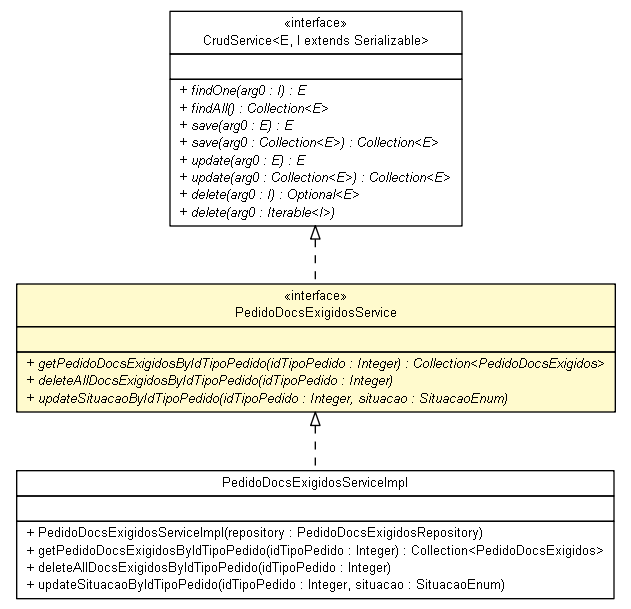 «interface»
CrudService<E, I extends Serializable>
+ findOne(arg0 : I) : E
+ findAll() : Collection<E>
+ save(arg0 : E) : E
+ save(arg0 : Collection<E>) : Collection<E>
+ update(arg0 : E) : E
+ update(arg0 : Collection<E>) : Collection<E>
+ delete(arg0 : I) : Optional<E>
+ delete(arg0 : Iterable<I>)
«interface»
PedidoDocsExigidosService
+ getPedidoDocsExigidosByIdTipoPedido(idTipoPedido : Integer) : Collection<PedidoDocsExigidos>
+ deleteAllDocsExigidosByIdTipoPedido(idTipoPedido : Integer)
+ updateSituacaoByIdTipoPedido(idTipoPedido : Integer, situacao : SituacaoEnum)
PedidoDocsExigidosServiceImpl
+ PedidoDocsExigidosServiceImpl(repository : PedidoDocsExigidosRepository)
+ getPedidoDocsExigidosByIdTipoPedido(idTipoPedido : Integer) : Collection<PedidoDocsExigidos>
+ deleteAllDocsExigidosByIdTipoPedido(idTipoPedido : Integer)
+ updateSituacaoByIdTipoPedido(idTipoPedido : Integer, situacao : SituacaoEnum)